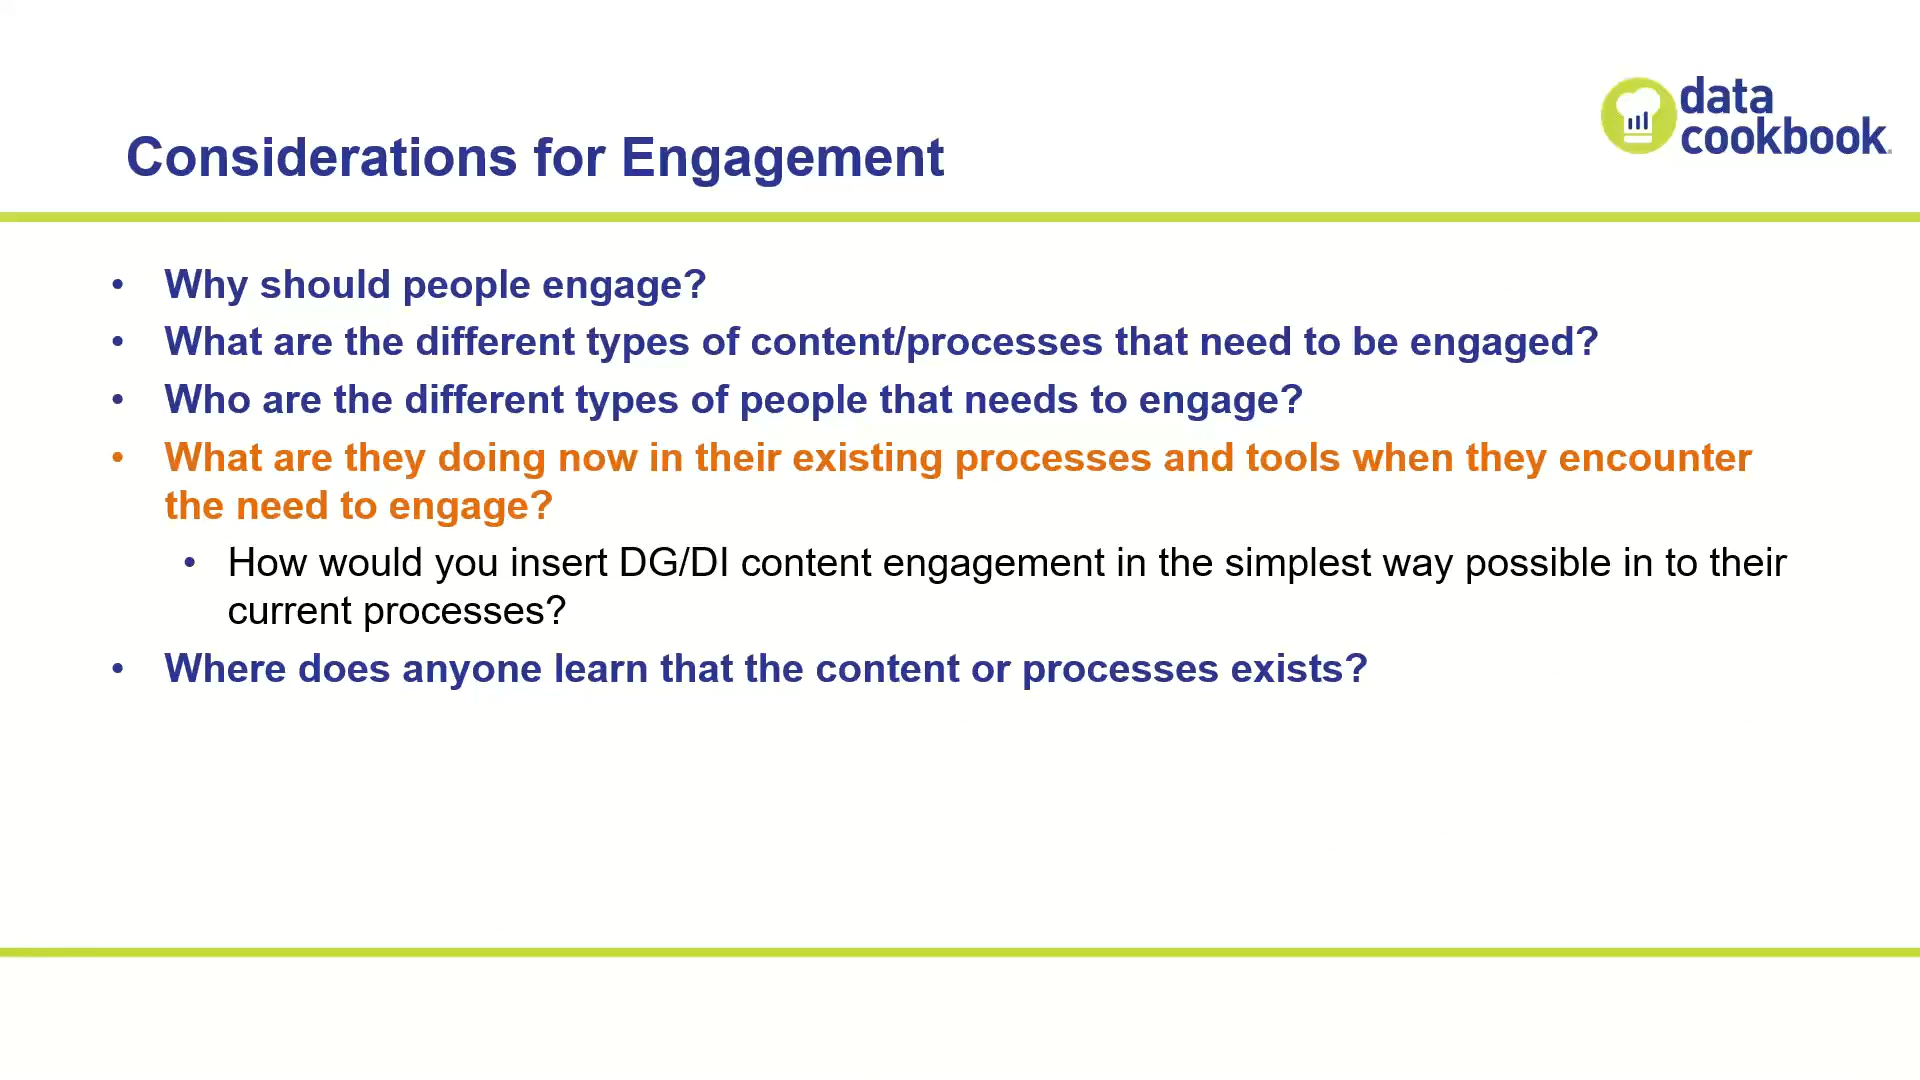 data
cookbook.
Considerations for Engagement
• Why should people engage?
• What are the different types of content/processes that need to be engaged?
• Who are the different types of people that needs to engage?
• What are they doing now in their existing processes and tools when they encounter
the need to engage?
• How would you insert DG/DI content engagement in the simplest way possible in to their
current processes?
• Where does anyone learn that the content or processes exists?